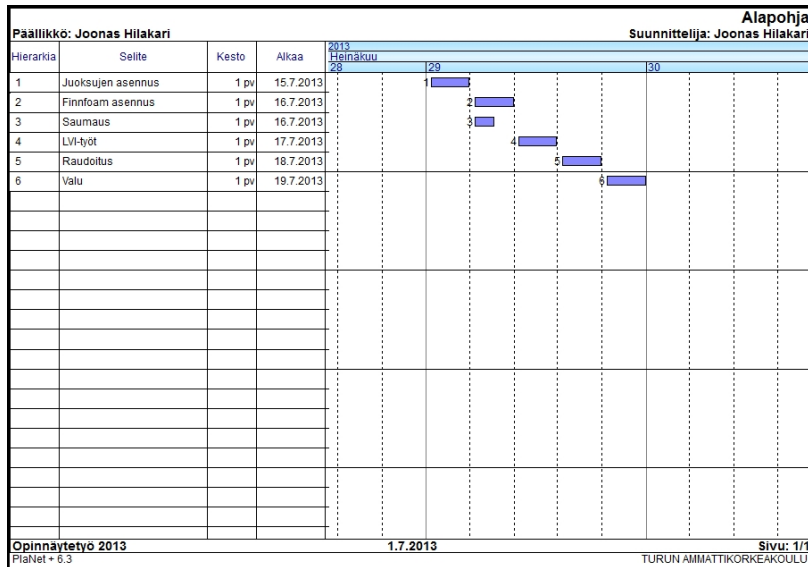 Alapohja
Päällikkö: Joonas Hilakari Suunnittelija: Joonas Hilakari
2013
Hierarkia Selite Kesto Alkaa Heinäkuu
28 29 30
1 Juoksujen asennus 1 pv 15.7.2013 1
2 Finnfoam asennus 1 pv 16.7.2013 2
3 Saumaus 1 pv 16.7.2013 3
4 LVI-työt 1 pv 17.7.2013 4
5 Raudoitus 1 pv 18.7.2013 5
6 Valu 1 pv 19.7.2013 6
Opinnäytetyö 2013 1.7.2013 Sivu: 1/1
PlaNet + 6.3 TURUN AMMATTIKORKEAKOULU